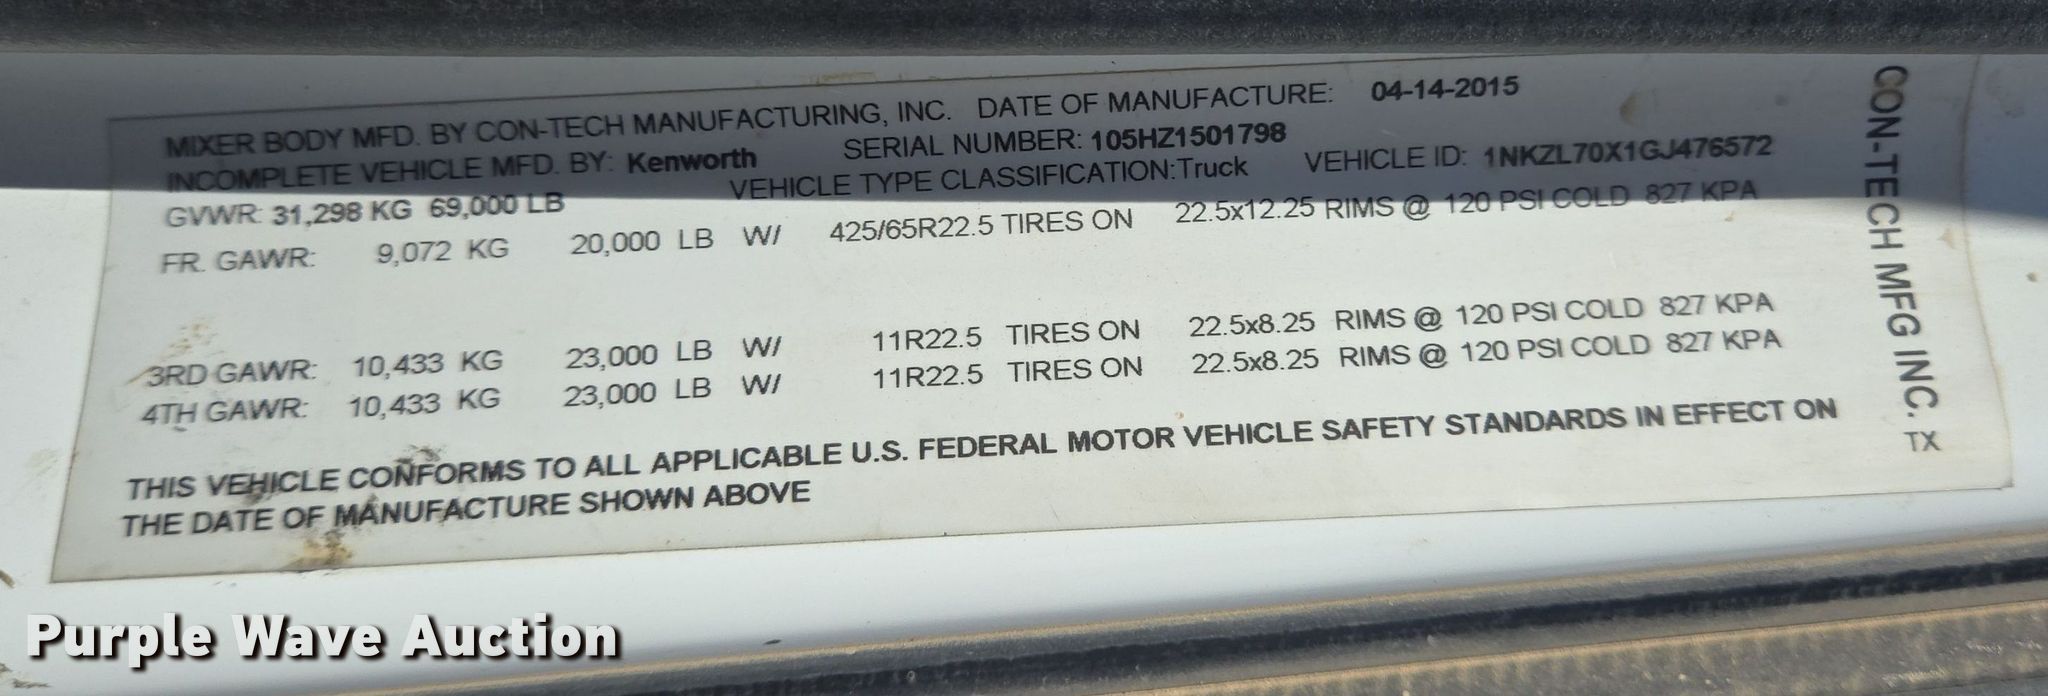 MIXER BODY MFD. BY CON-TECH MANUFACTURING, INC. DATE OF MANUFACTURE: 04-14-2015
INCOMPLETE VEHICLE MFD. BY: Kenworth SERIAL NUMBER: 105HZ1501798
GVWR: 31,298 KG 69,000 LB VEHICLE TYPE CLASSIFICATION:Truck VEHICLE ID: 1NKZL70X1GJ476572
FR. GAWR: 9,072 KG 20,000 LB W/ 425/65R22.5 TIRES ON 22.5x12.25 RIMS @ 120 PSI COLD 827 KPA
3RD GAWR: 10,433 KG 23,000 LB W/ 11R22.5 TIRES ON 22.5x8.25 RIMS @ 120 PSI COLD 827 KPA
4TH GAWR: 10,433 KG 23,000 LB W/ 11R22.5 TIRES ON 22.5x8.25 RIMS @ 120 PSI COLD 827 KPA
THIS VEHICLE CONFORMS TO ALL APPLICABLE U.S. FEDERAL MOTOR VEHICLE SAFETY STANDARDS IN EFFECT ON
THE DATE OF MANUFACTURE SHOWN ABOVE
CON-TECH MFG INC.
TX
Purple Wave Auction